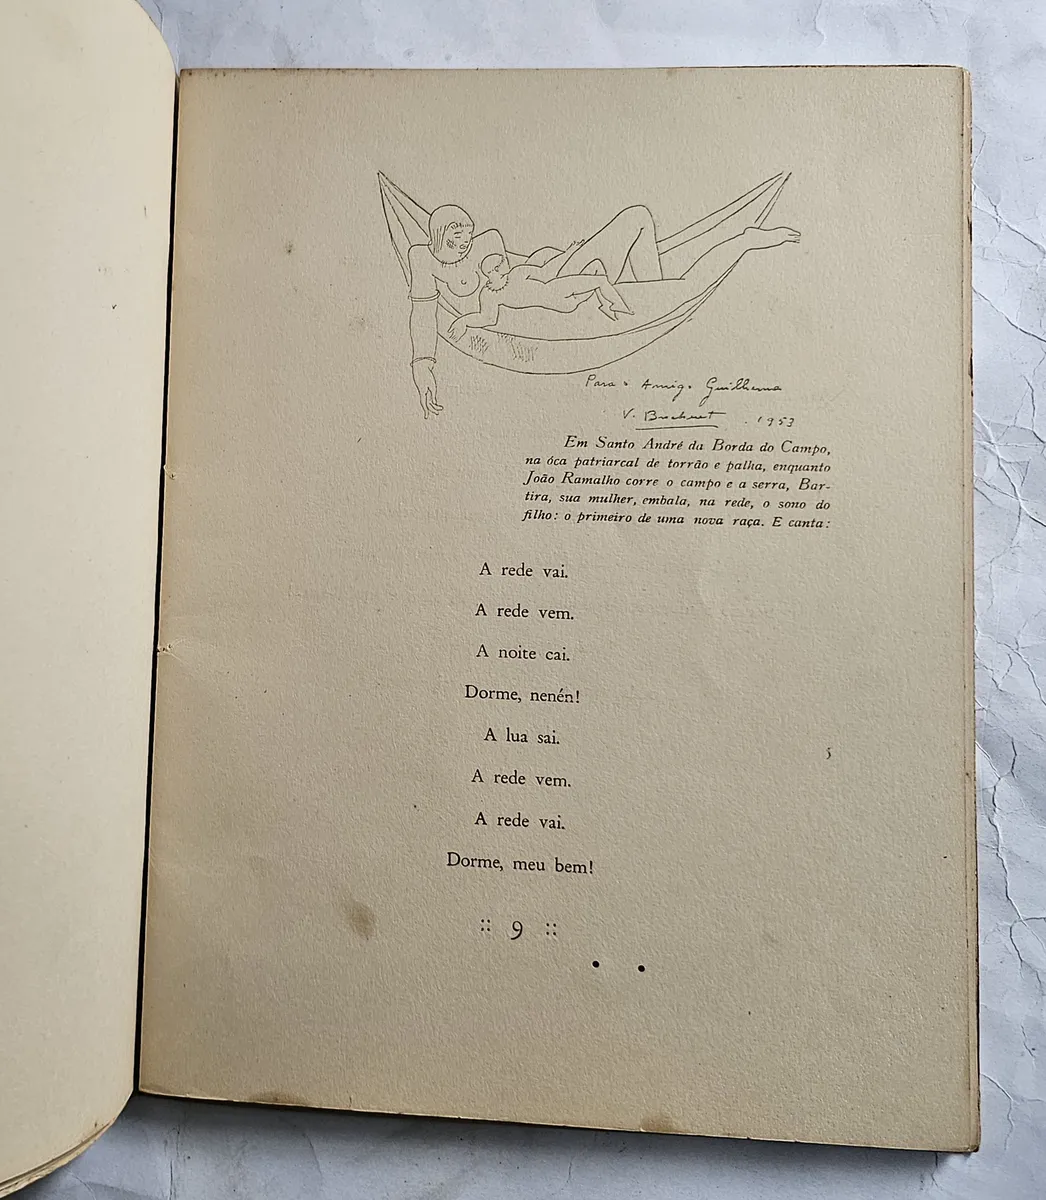 Para o Amigo Guilherme
V. Brecheret . 1953
Em Santo André da Borda do Campo,
na óca patriarcal de torrão e palha, enquanto
João Ramalho corre o campo e a serra, Bar-
tira, sua mulher, embala, na rede, o sono do
filho: o primeiro de uma nova raça. E canta:
A rede vai.
A rede vem.
A noite cai.
Dorme, nenén!
A lua sai.
A rede vem.
A rede vai.
Dorme, meu bem!
:: 9 ::